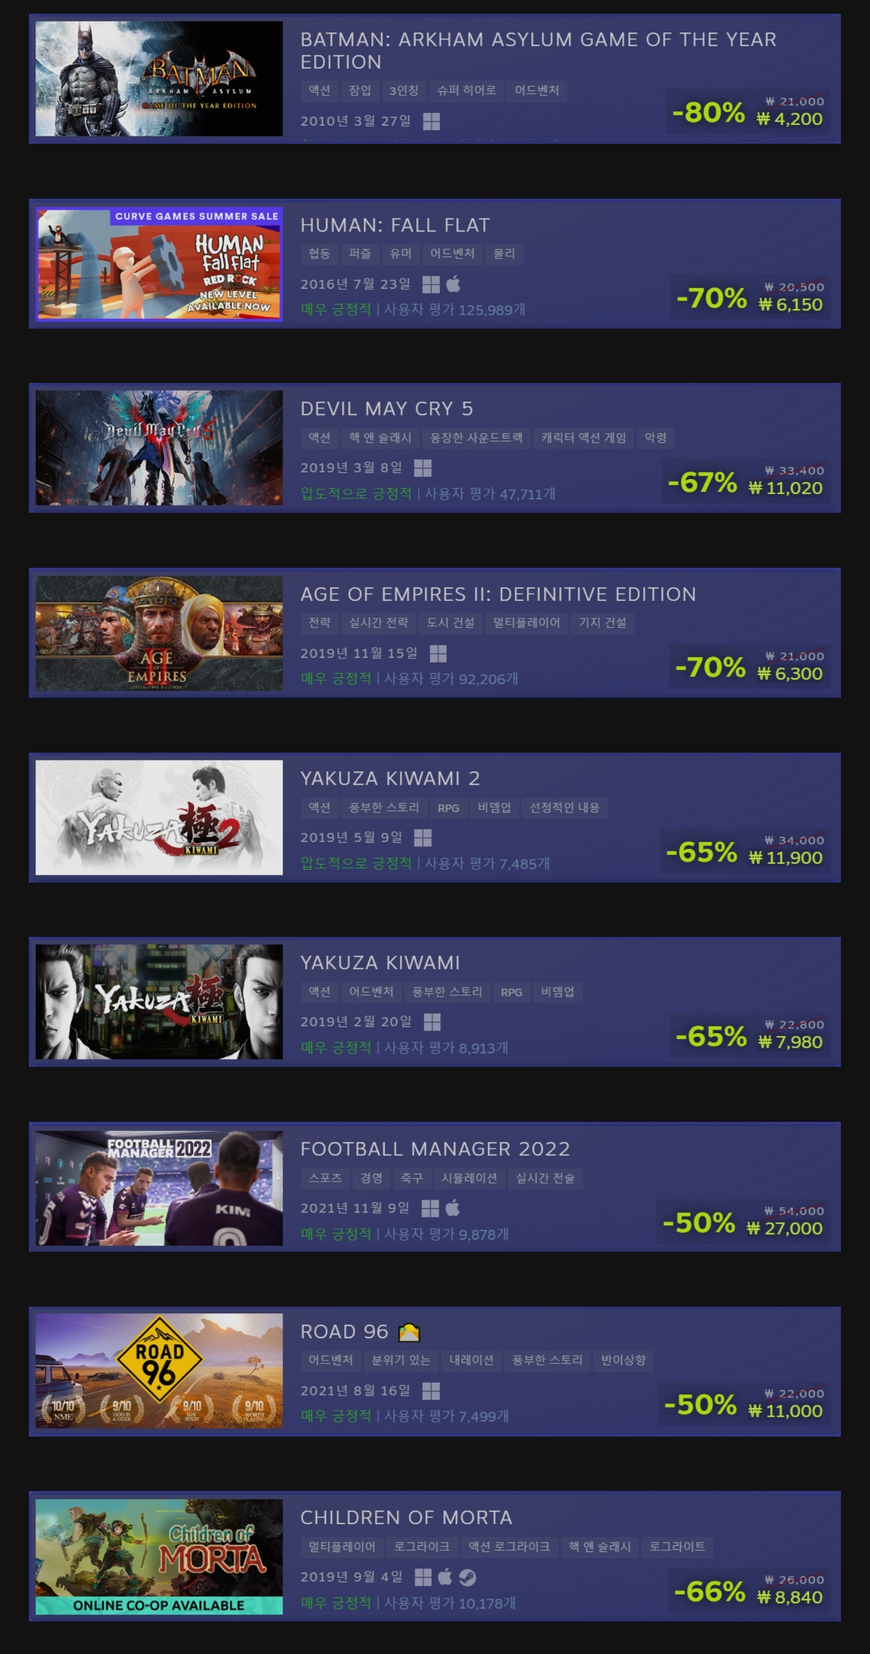 BATMAN
ARKHAM ASYLUM
GAME OF THE YEAR EDITION
BATMAN: ARKHAM ASYLUM GAME OF THE YEAR
EDITION
액션 잠입 3인칭 슈퍼 히어로 어드벤처
2010년 3월 27일
-80% ₩ 21,000
₩ 4,200
CURVE GAMES SUMMER SALE
HUMAN
fall flat
RED ROCK
NEW LEVEL
AVAILABLE NOW
HUMAN: FALL FLAT
협동 퍼즐 유머 어드벤처 물리
2016년 7월 23일
매우 긍정적 | 사용자 평가 125,989개
-70% ₩ 20,500
₩ 6,150
Devil May Cry 5
DEVIL MAY CRY 5
액션 핵 앤 슬래시 웅장한 사운드트랙 캐릭터 액션 게임 악령
2019년 3월 8일
압도적으로 긍정적 | 사용자 평가 47,711개
-67% ₩ 33,400
₩ 11,020
AGE OF
EMPIRES
II
DEFINITIVE EDITION
AGE OF EMPIRES II: DEFINITIVE EDITION
전략 실시간 전략 도시 건설 멀티플레이어 기지 건설
2019년 11월 15일
매우 긍정적 | 사용자 평가 92,206개
-70% ₩ 21,000
₩ 6,300
YAKUZA 極 2
KIWAMI
YAKUZA KIWAMI 2
액션 풍부한 스토리 RPG 비뎀업 선정적인 내용
2019년 5월 9일
압도적으로 긍정적 | 사용자 평가 7,485개
-65% ₩ 34,000
₩ 11,900
YAKUZA 極
KIWAMI
YAKUZA KIWAMI
액션 어드벤처 풍부한 스토리 RPG 비뎀업
2019년 2월 20일
매우 긍정적 | 사용자 평가 8,913개
-65% ₩ 22,800
₩ 7,980
FOOTBALL
MANAGER 2022
KIM
FOOTBALL MANAGER 2022
스포츠 경영 축구 시뮬레이션 실시간 전술
2021년 11월 9일
매우 긍정적 | 사용자 평가 9,878개
-50% ₩ 54,000
₩ 27,000
ROAD
96
10/10 9/10 9/10 9/10
NME
ROAD 96
어드벤처 분위기 있는 내레이션 풍부한 스토리 반이상향
2021년 8월 16일
매우 긍정적 | 사용자 평가 7,499개
-50% ₩ 22,000
₩ 11,000
Children of
MORTA
ONLINE CO-OP AVAILABLE
CHILDREN OF MORTA
멀티플레이어 로그라이크 액션 로그라이크 핵 앤 슬래시 로그라이트
2019년 9월 4일
매우 긍정적 | 사용자 평가 10,178개
-66% ₩ 26,000
₩ 8,840